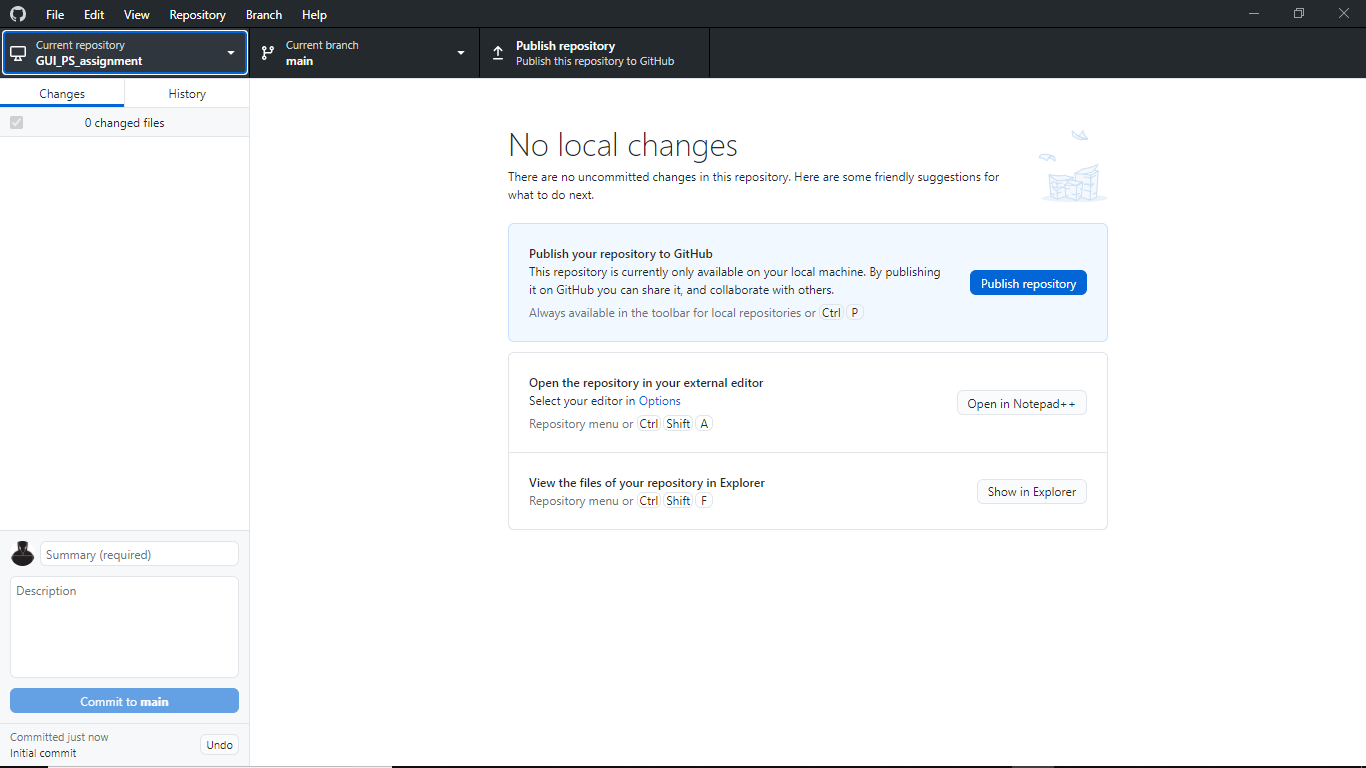 File Edit View Repository Branch Help
Current repository
GUI_PS_assignment
Current branch
main
Publish repository
Publish this repository to GitHub
Changes History
0 changed files
No local changes
There are no uncommitted changes in this repository. Here are some friendly suggestions for
what to do next.
Publish your repository to GitHub
This repository is currently only available on your local machine. By publishing
it on GitHub you can share it, and collaborate with others.
Always available in the toolbar for local repositories or Ctrl P
Publish repository
Open the repository in your external editor
Select your editor in Options
Repository menu or Ctrl Shift A
Open in Notepad++
View the files of your repository in Explorer
Repository menu or Ctrl Shift F
Show in Explorer
Summary (required)
Description
Commit to main
Committed just now
Initial commit
Undo